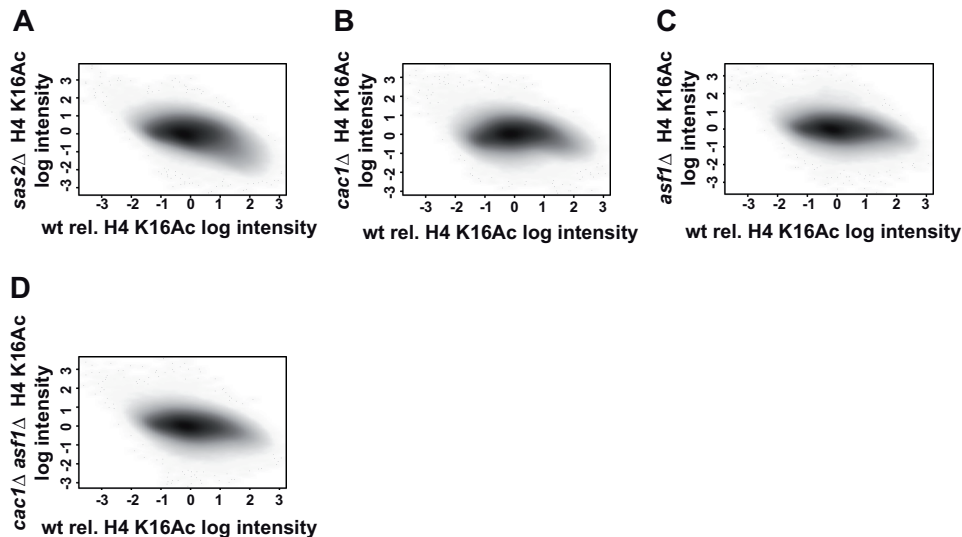 A
sas2Δ H4 K16Ac
log intensity
3
2
1
0
-1
-2
-3
-3 -2 -1 0 1 2 3
wt rel. H4 K16Ac log intensity
B
cac1Δ H4 K16Ac
log intensity
3
2
1
0
-1
-2
-3
-3 -2 -1 0 1 2 3
wt rel. H4 K16Ac log intensity
C
asf1Δ H4 K16Ac
log intensity
3
2
1
0
-1
-2
-3
-3 -2 -1 0 1 2 3
wt rel. H4 K16Ac log intensity
D
cac1Δ asf1Δ H4 K16Ac
log intensity
3
2
1
0
-1
-2
-3
-3 -2 -1 0 1 2 3
wt rel. H4 K16Ac log intensity